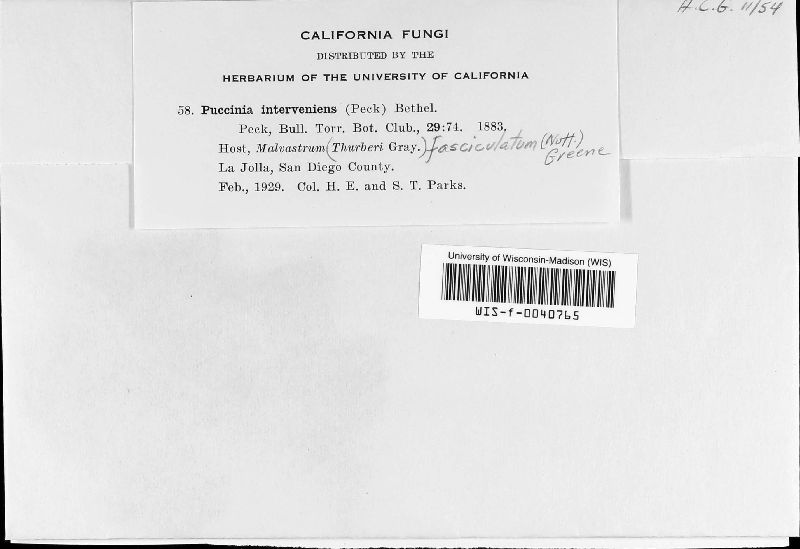 H.C.G. 11/54
CALIFORNIA FUNGI
DISTRIBUTED BY THE
HERBARIUM OF THE UNIVERSITY OF CALIFORNIA
58. Puccinia interveniens (Peck) Bethel.
Peck, Bull. Torr. Bot. Club., 29:74. 1883.
Host, Malvastrum (Thurberi Gray.) fasciculatum (Nutt.) Greene
La Jolla, San Diego County.
Feb., 1929. Col. H. E. and S. T. Parks.
University of Wisconsin-Madison (WIS)
WIS-f-0040765